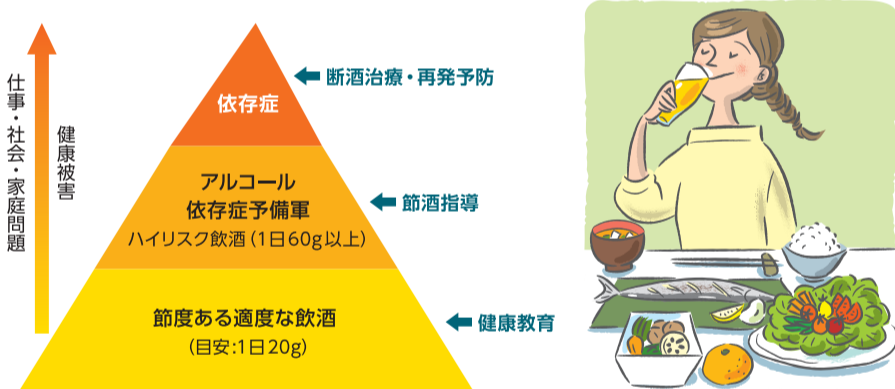 仕事・社会・家庭問題
健康被害
依存症
断酒治療・再発予防
アルコール
依存症予備軍
ハイリスク飲酒（1日60g以上）
節酒指導
節度ある適度な飲酒
（目安:1日20g）
健康教育